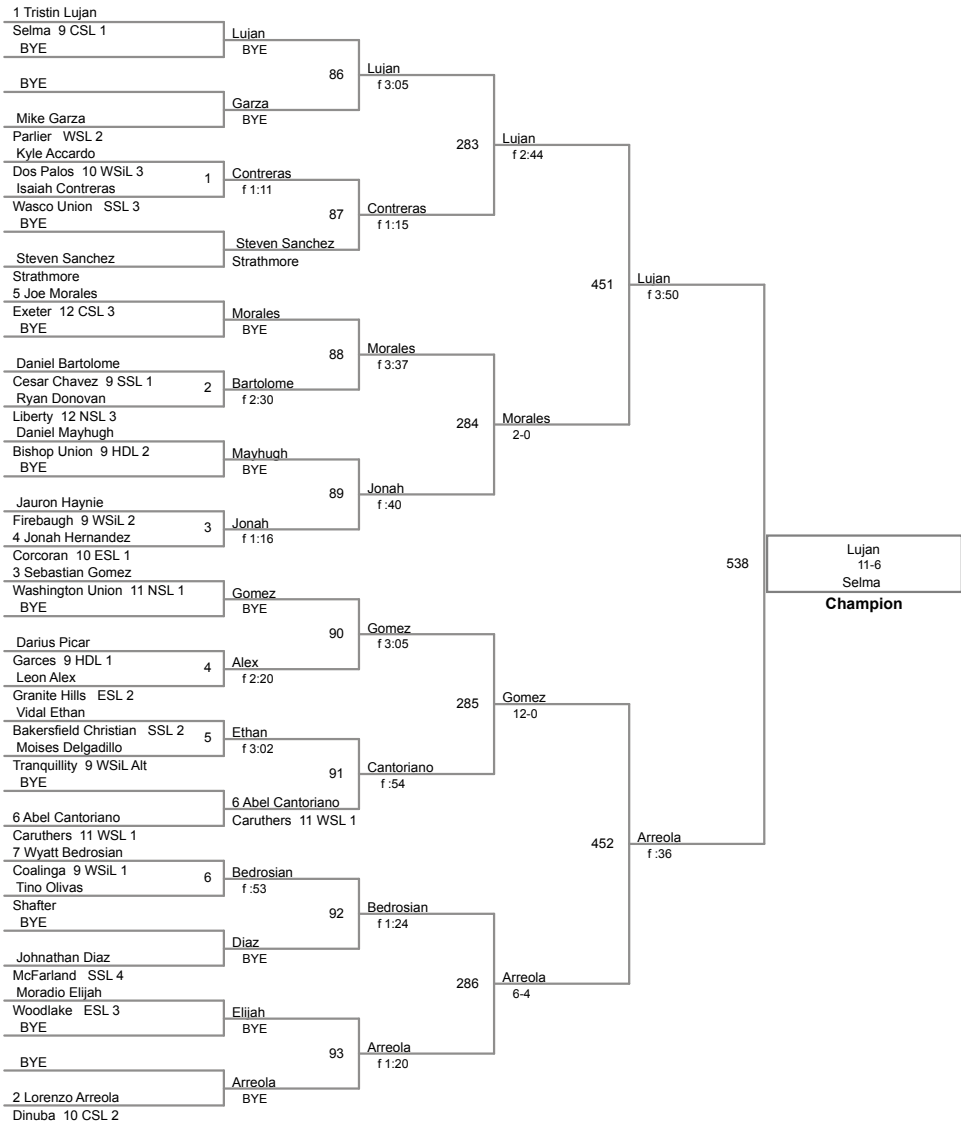 1 Tristin Lujan
Selma 9 CSL 1
BYE
BYE
Mike Garza
Parlier WSL 2
Kyle Accardo
Dos Palos 10 WSiL 3
Isaiah Contreras
Wasco Union SSL 3
BYE
Steven Sanchez
Strathmore
5 Joe Morales
Exeter 12 CSL 3
BYE
Daniel Bartolome
Cesar Chavez 9 SSL 1
Ryan Donovan
Liberty 12 NSL 3
Daniel Mayhugh
Bishop Union 9 HDL 2
BYE
Jauron Haynie
Firebaugh 9 WSiL 2
4 Jonah Hernandez
Corcoran 10 ESL 1
3 Sebastian Gomez
Washington Union 11 NSL 1
BYE
Darius Picar
Garces 9 HDL 1
Leon Alex
Granite Hills ESL 2
Vidal Ethan
Bakersfield Christian SSL 2
Moises Delgadillo
Tranquillity 9 WSiL Alt
BYE
6 Abel Cantoriano
Caruthers 11 WSL 1
7 Wyatt Bedrosian
Coalinga 9 WSiL 1
Tino Olivas
Shafter
BYE
Johnathan Diaz
McFarland SSL 4
Moradio Elijah
Woodlake ESL 3
BYE
BYE
2 Lorenzo Arreola
Dinuba 10 CSL 2
1
2
3
4
5
6
Lujan
BYE
Garza
BYE
Contreras
f 1:11
Steven Sanchez
Strathmore
Morales
BYE
Bartolome
f 2:30
Mayhugh
BYE
Jonah
f 1:16
Gomez
BYE
Alex
f 2:20
Ethan
f 3:02
6 Abel Cantoriano
Caruthers 11 WSL 1
Bedrosian
f :53
Diaz
BYE
Elijah
BYE
Arreola
BYE
86
87
88
89
90
91
92
93
Lujan
f 3:05
Contreras
f 1:15
Morales
f 3:37
Jonah
f :40
Gomez
f 3:05
Cantoriano
f :54
Bedrosian
f 1:24
Arreola
f 1:20
283
284
285
286
Lujan
f 2:44
Morales
2-0
Gomez
12-0
Arreola
6-4
451
452
Lujan
f 3:50
Arreola
f :36
538
Lujan
11-6
Selma
Champion